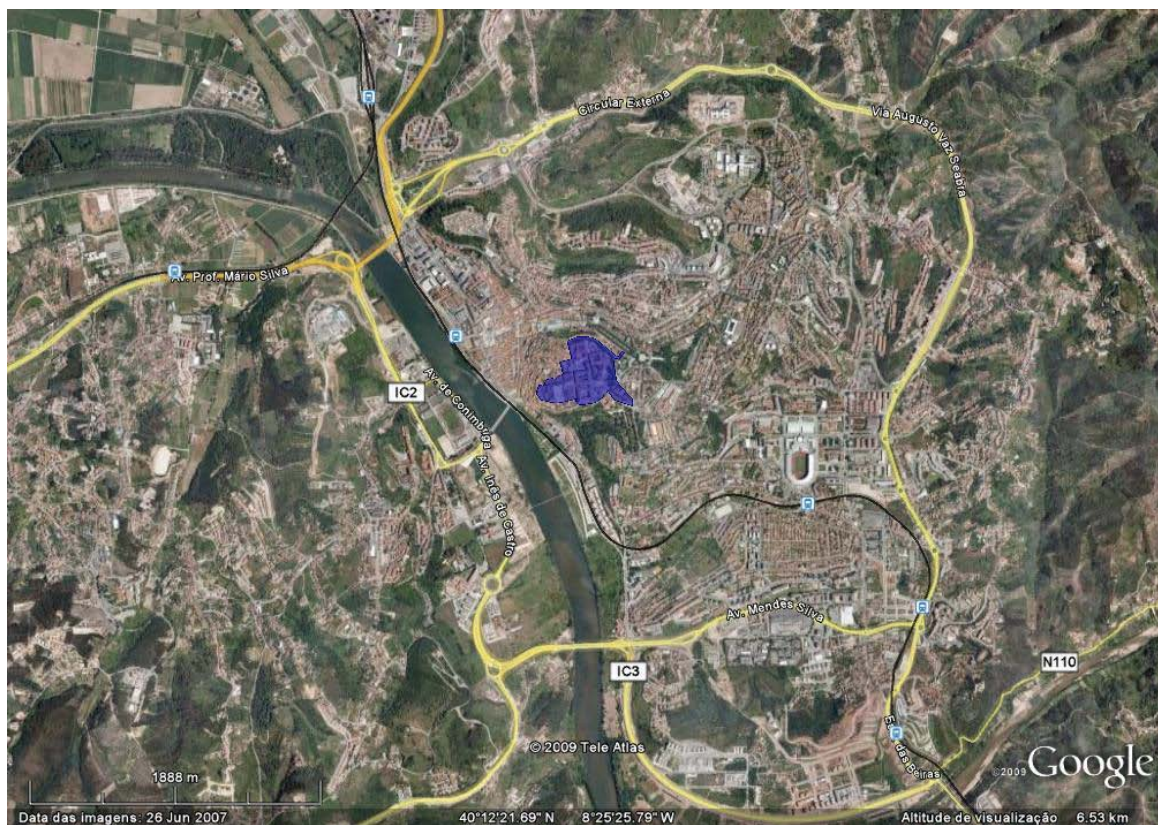 Circular Externa
Via Augusto Vaz Seabra
Av. Prof. Mário Silva
IC2
Av. de Conimbriga
Av. Inês de Castro
Av. Mendes Silva
IC3
N110
© 2009 Tele Atlas
das Beiras
©2009 Google
1888 m
Data das imagens: 26 Jun 2007
40°12'21.69" N 8°25'25.79" W
Altitude de visualização 6.53 km